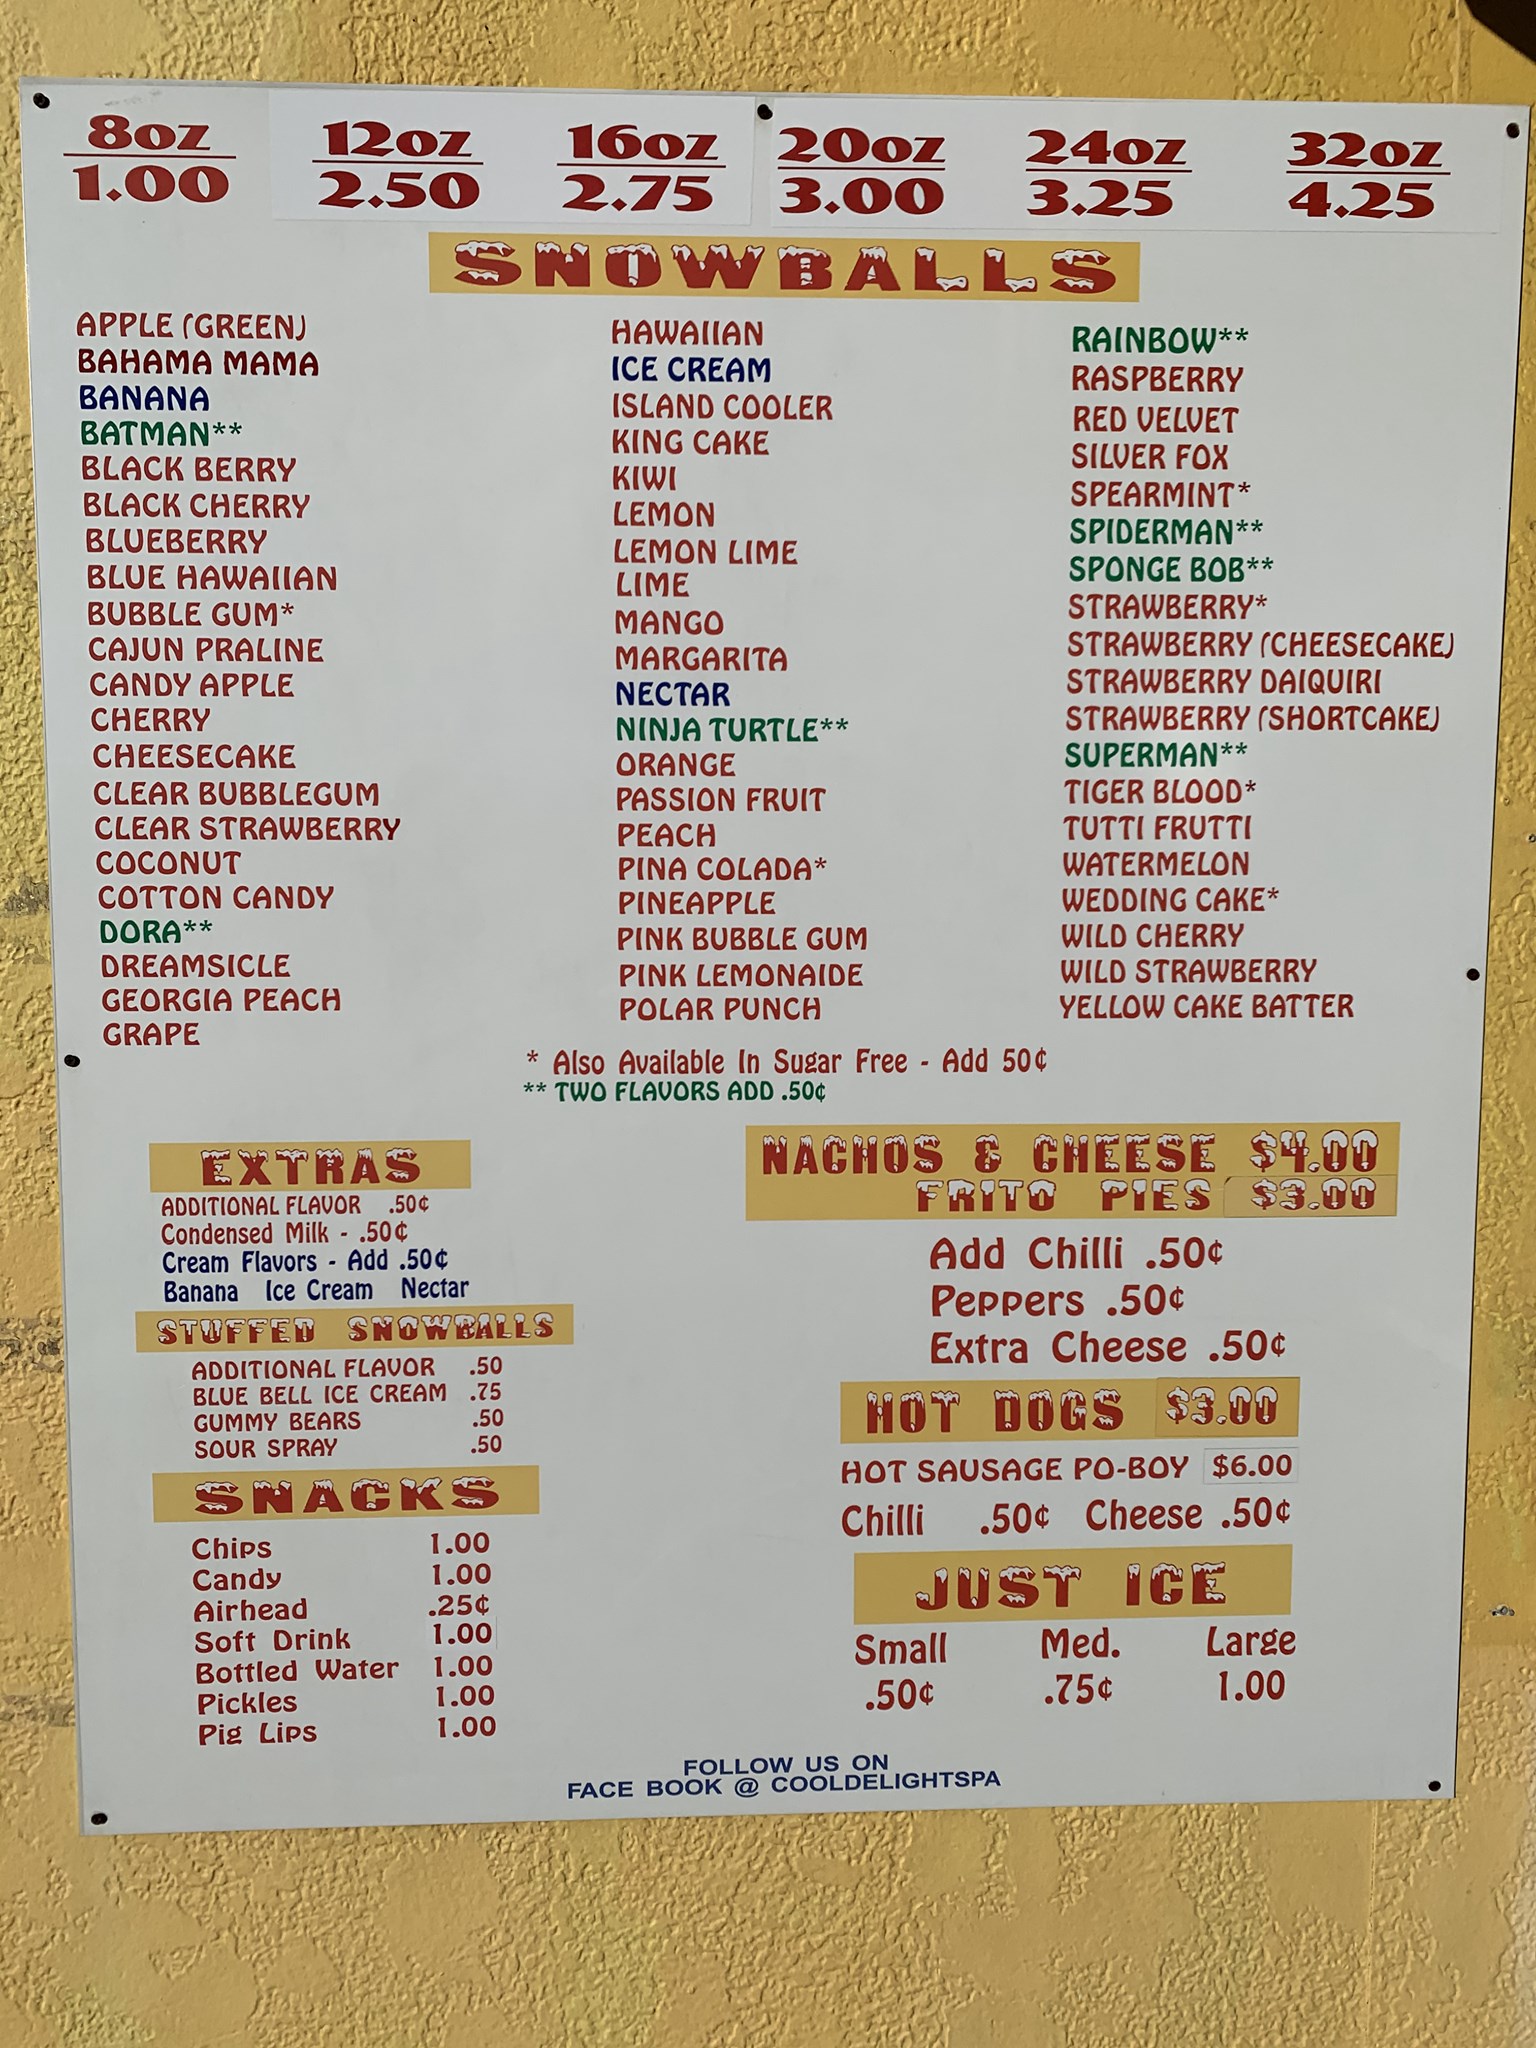 8oz 12oz 16oz 20oz 24oz 32oz
1.00 2.50 2.75 3.00 3.25 4.25
SNOWBALLS
APPLE (GREEN)
BAHAMA MAMA
BANANA
BATMAN**
BLACK BERRY
BLACK CHERRY
BLUEBERRY
BLUE HAWAIIAN
BUBBLE GUM*
CAJUN PRALINE
CANDY APPLE
CHERRY
CHEESECAKE
CLEAR BUBBLEGUM
CLEAR STRAWBERRY
COCONUT
COTTON CANDY
DORA**
DREAMSICLE
GEORGIA PEACH
GRAPE
HAWAIIAN
ICE CREAM
ISLAND COOLER
KING CAKE
KIWI
LEMON
LEMON LIME
LIME
MANGO
MARGARITA
NECTAR
NINJA TURTLE**
ORANGE
PASSION FRUIT
PEACH
PINA COLADA*
PINEAPPLE
PINK BUBBLE GUM
PINK LEMONAIDE
POLAR PUNCH
RAINBOW**
RASPBERRY
RED VELVET
SILVER FOX
SPEARMINT*
SPIDERMAN**
SPONGE BOB**
STRAWBERRY*
STRAWBERRY (CHEESECAKE)
STRAWBERRY DAIQUIRI
STRAWBERRY (SHORTCAKE)
SUPERMAN**
TIGER BLOOD*
TUTTI FRUTTI
WATERMELON
WEDDING CAKE*
WILD CHERRY
WILD STRAWBERRY
YELLOW CAKE BATTER
* Also Available In Sugar Free - Add 50¢
** TWO FLAVORS ADD .50¢
EXTRAS
ADDITIONAL FLAVOR .50¢
Condensed Milk - .50¢
Cream Flavors - Add .50¢
Banana Ice Cream Nectar
STUFFED SNOWBALLS
ADDITIONAL FLAVOR .50
BLUE BELL ICE CREAM .75
GUMMY BEARS .50
SOUR SPRAY .50
SNACKS
Chips 1.00
Candy 1.00
Airhead .25¢
Soft Drink 1.00
Bottled Water 1.00
Pickles 1.00
Pig Lips 1.00
NACHOS & CHEESE $4.00
FRITO PIES $3.00
Add Chilli .50¢
Peppers .50¢
Extra Cheese .50¢
HOT DOGS $3.00
HOT SAUSAGE PO-BOY $6.00
Chilli .50¢ Cheese .50¢
JUST ICE
Small Med. Large
.50¢ .75¢ 1.00
FOLLOW US ON
FACE BOOK @ COOLDELIGHTSPA